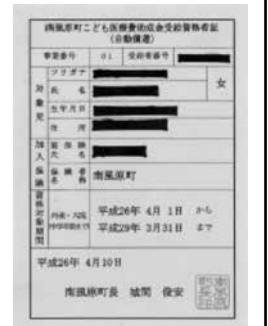 南風原町こども医療費助成金受給資格者証
(自動償還)
事業番号 01 受給者番号
フリガナ
対象児 氏名 女
生年月日
住所
加入保険 被保険者氏名
保険者名称 南風原町
資格対象期間 平成26年 4月 1日 から
平成29年 3月31日 まで
平成26年 4月10日
南風原町長 城間 俊安